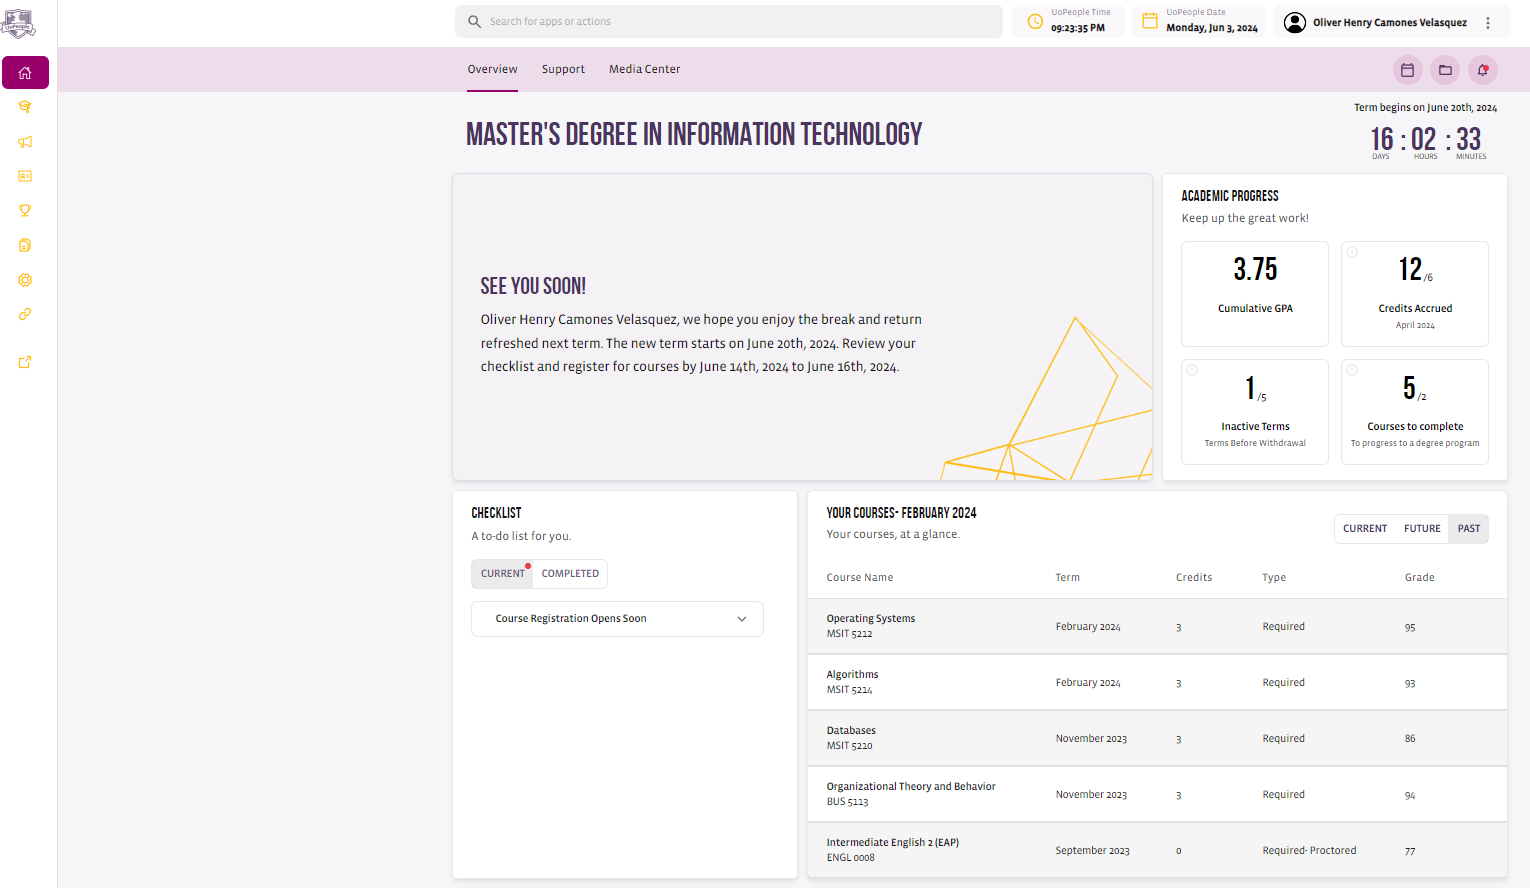 UoPeople
Search for apps or actions
UoPeople Time
09:23:35 PM
UoPeople Date
Monday, Jun 3, 2024
Oliver Henry Camones Velasquez
Overview
Support
Media Center
Term begins on June 20th, 2024
MASTER'S DEGREE IN INFORMATION TECHNOLOGY
16 : 02 : 33
DAYS HOURS MINUTES
SEE YOU SOON!
Oliver Henry Camones Velasquez, we hope you enjoy the break and return
refreshed next term. The new term starts on June 20th, 2024. Review your
checklist and register for courses by June 14th, 2024 to June 16th, 2024.
ACADEMIC PROGRESS
Keep up the great work!
3.75
Cumulative GPA
12/6
Credits Accrued
April 2024
1/5
Inactive Terms
Terms Before Withdrawal
5/2
Courses to complete
To progress to a degree program
CHECKLIST
A to-do list for you.
CURRENT COMPLETED
Course Registration Opens Soon
YOUR COURSES- FEBRUARY 2024
Your courses, at a glance.
CURRENT FUTURE PAST
Course Name Term Credits Type Grade
Operating Systems
MSIT 5212
February 2024 3 Required 95
Algorithms
MSIT 5214
February 2024 3 Required 93
Databases
MSIT 5210
November 2023 3 Required 86
Organizational Theory and Behavior
BUS 5113
November 2023 3 Required 94
Intermediate English 2 (EAP)
ENGL 0008
September 2023 0 Required- Proctored 77